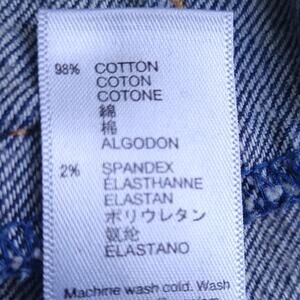 98% COTTON
COTON
COTONE
綿
棉
ALGODON
2% SPANDEX
ÉLASTHANNE
ELASTAN
ポリウレタン
氨纶
ELASTANO
Machine wash cold. Wash